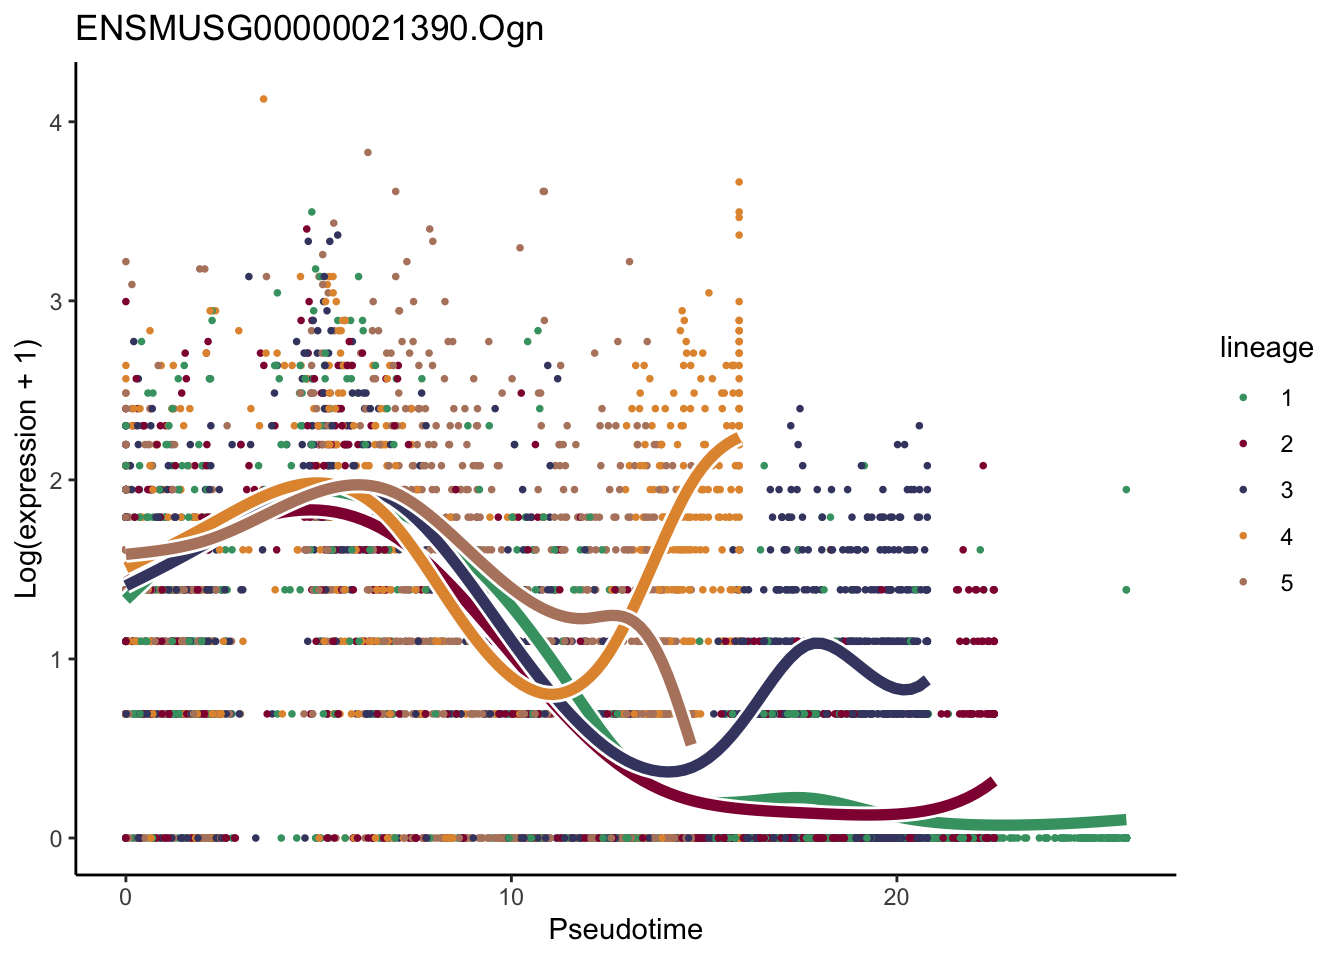 ENSMUSG00000021390.Ogn
4
3
2
1
0
Log(expression + 1)
0 10 20
Pseudotime
lineage
1
2
3
4
5